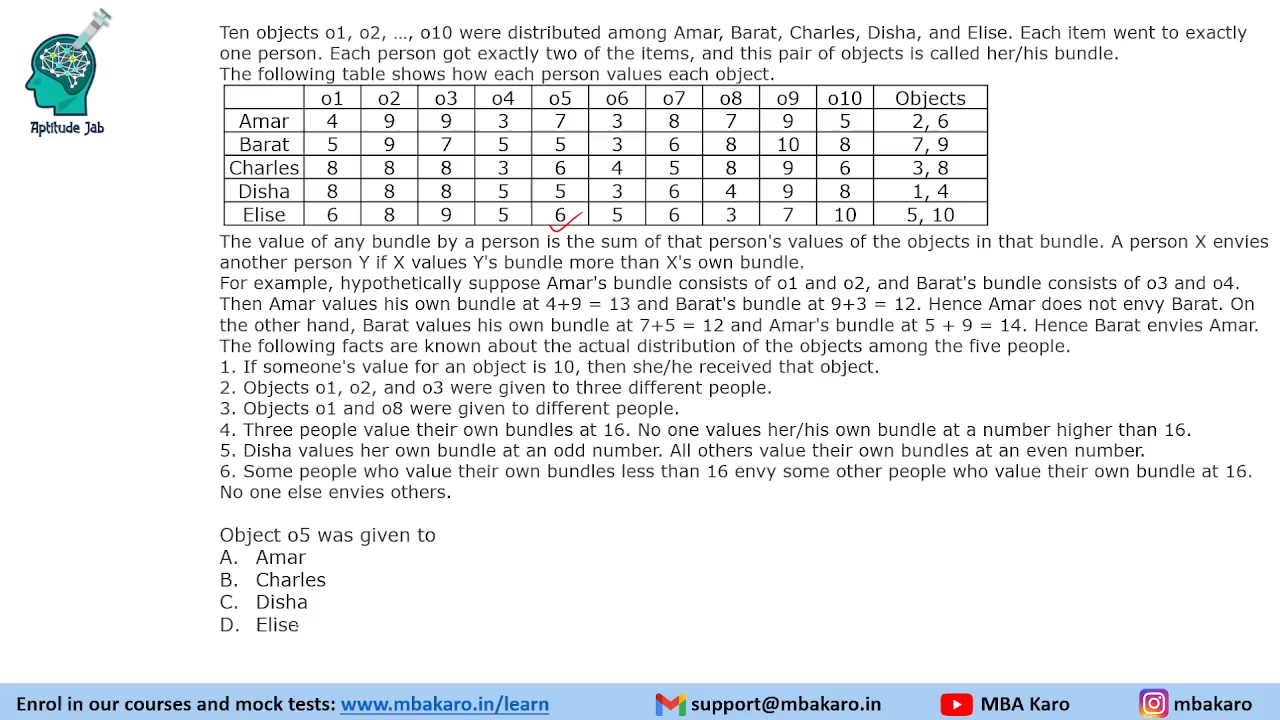 Aptitude Jab
Ten objects o1, o2, …, o10 were distributed among Amar, Barat, Charles, Disha, and Elise. Each item went to exactly
one person. Each person got exactly two of the items, and this pair of objects is called her/his bundle.
The following table shows how each person values each object.
o1 o2 o3 o4 o5 o6 o7 o8 o9 o10 Objects
Amar 4 9 9 3 7 3 8 7 9 5 2, 6
Barat 5 9 7 5 5 3 6 8 10 8 7, 9
Charles 8 8 8 3 6 4 5 8 9 6 3, 8
Disha 8 8 8 5 5 3 6 4 9 8 1, 4
Elise 6 8 9 5 6 5 6 3 7 10 5, 10
The value of any bundle by a person is the sum of that person's values of the objects in that bundle. A person X envies
another person Y if X values Y's bundle more than X's own bundle.
For example, hypothetically suppose Amar's bundle consists of o1 and o2, and Barat's bundle consists of o3 and o4.
Then Amar values his own bundle at 4+9 = 13 and Barat's bundle at 9+3 = 12. Hence Amar does not envy Barat. On
the other hand, Barat values his own bundle at 7+5 = 12 and Amar's bundle at 5 + 9 = 14. Hence Barat envies Amar.
The following facts are known about the actual distribution of the objects among the five people.
1. If someone's value for an object is 10, then she/he received that object.
2. Objects o1, o2, and o3 were given to three different people.
3. Objects o1 and o8 were given to different people.
4. Three people value their own bundles at 16. No one values her/his own bundle at a number higher than 16.
5. Disha values her own bundle at an odd number. All others value their own bundles at an even number.
6. Some people who value their own bundles less than 16 envy some other people who value their own bundle at 16.
No one else envies others.
Object o5 was given to
A. Amar
B. Charles
C. Disha
D. Elise
Enrol in our courses and mock tests: www.mbakaro.in/learn support@mbakaro.in MBA Karo mbakaro